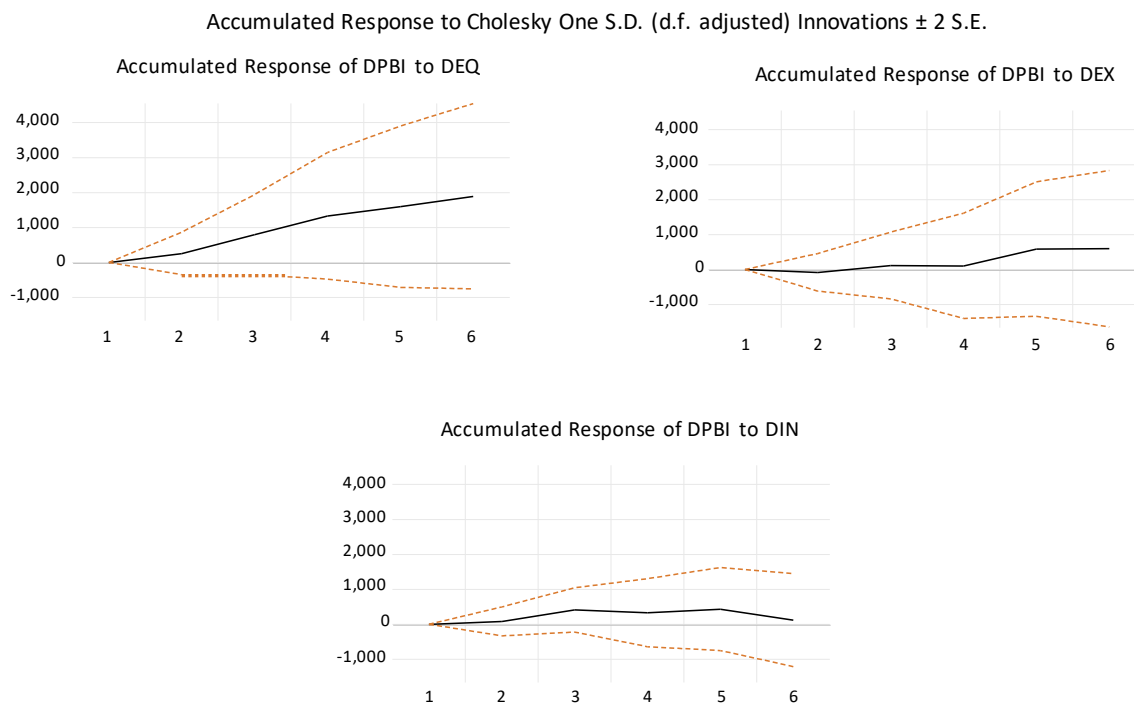 Accumulated Response to Cholesky One S.D. (d.f. adjusted) Innovations ± 2 S.E.
Accumulated Response of DPBI to DEQ
4,000
3,000
2,000
1,000
0
-1,000
1 2 3 4 5 6
Accumulated Response of DPBI to DEX
4,000
3,000
2,000
1,000
0
-1,000
1 2 3 4 5 6
Accumulated Response of DPBI to DIN
4,000
3,000
2,000
1,000
0
-1,000
1 2 3 4 5 6